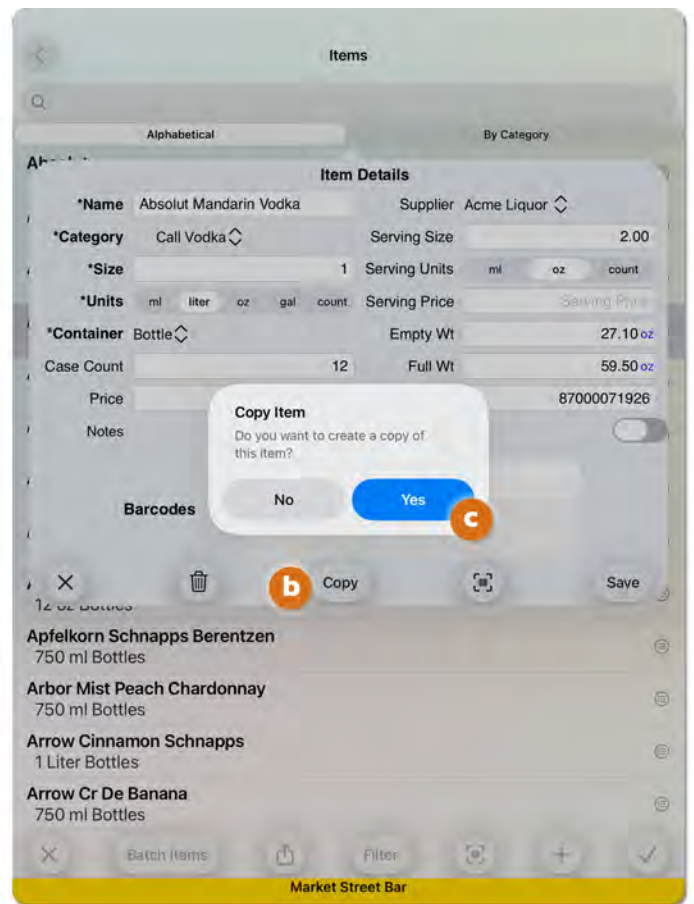 Items
Alphabetical By Category
Item Details
*Name Absolut Mandarin Vodka Supplier Acme Liquor
*Category Call Vodka Serving Size 2.00
*Size 1 Serving Units ml oz count
*Units ml liter oz gal count Serving Price Serving Price
*Container Bottle Empty Wt 27.10 oz
Case Count 12 Full Wt 59.50 oz
Price 87000071926
Notes
Copy Item
Do you want to create a copy of
this item?
No Yes
c
Barcodes
b Copy Save
12 oz Bottles
Apfelkorn Schnapps Berentzen
750 ml Bottles
Arbor Mist Peach Chardonnay
750 ml Bottles
Arrow Cinnamon Schnapps
1 Liter Bottles
Arrow Cr De Banana
750 ml Bottles
Batch Items Filter
Market Street Bar